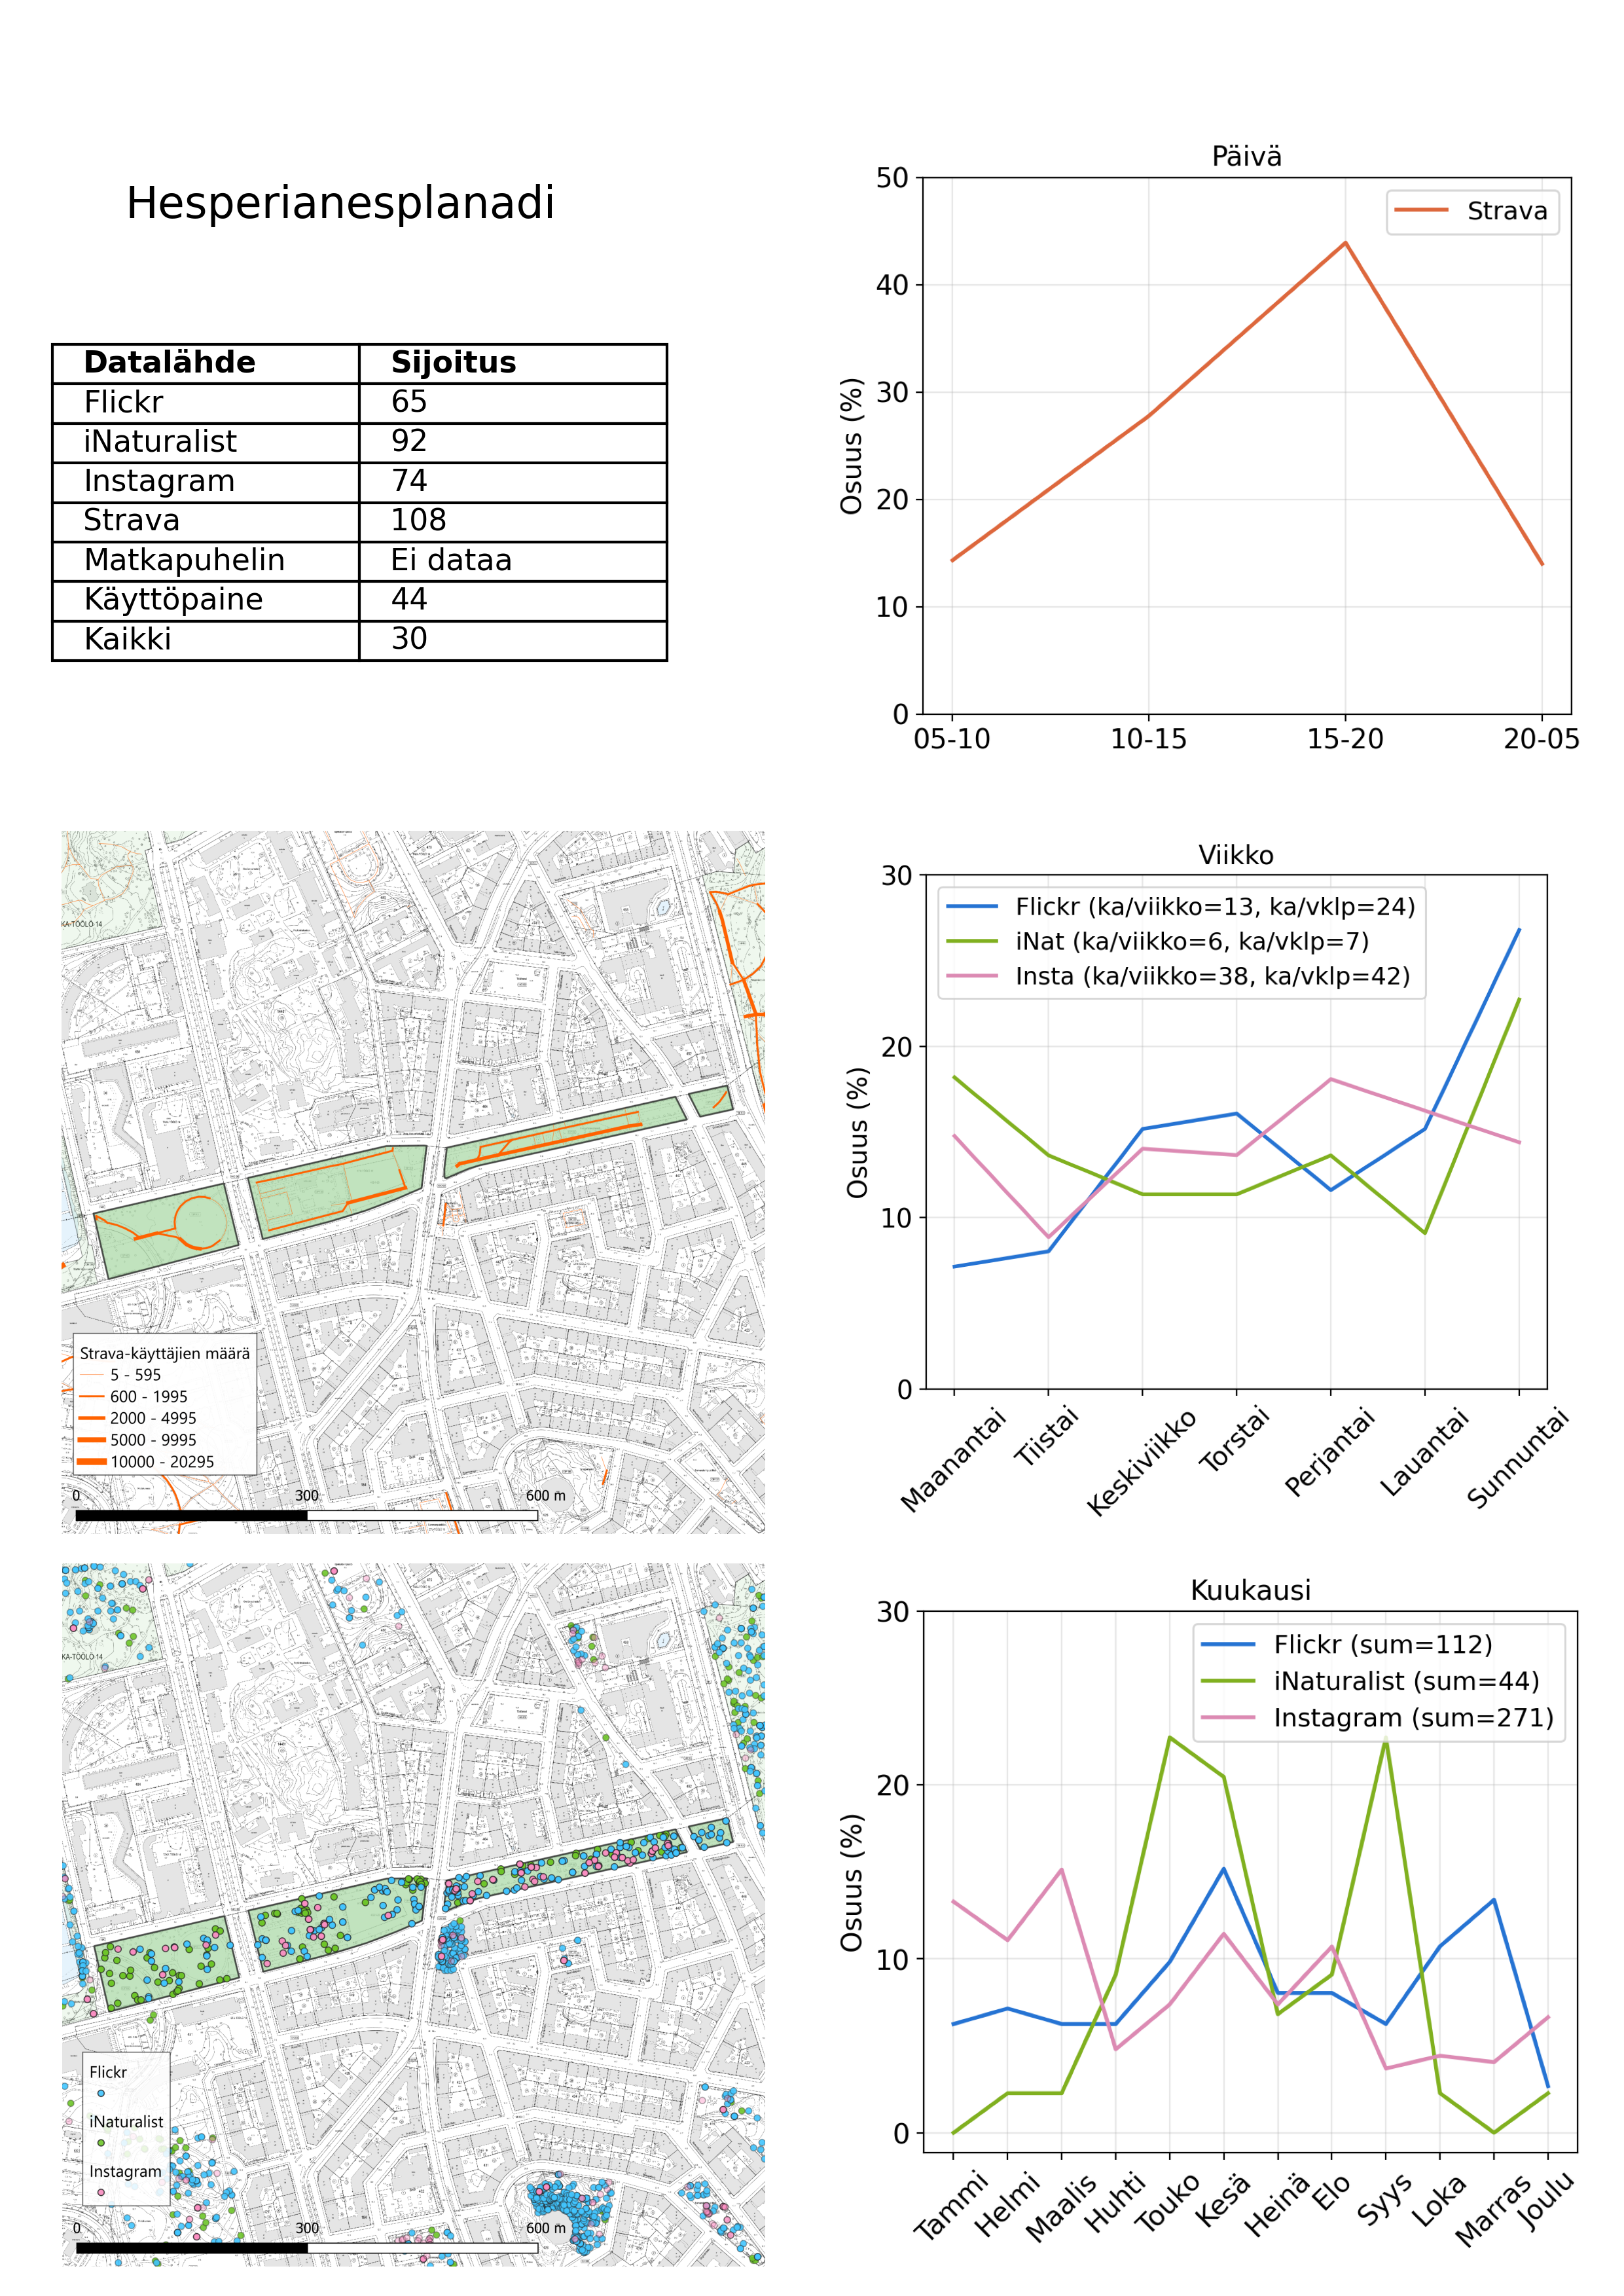 Hesperianesplanadi
Datalähde Sijoitus
Flickr 65
iNaturalist 92
Instagram 74
Strava 108
Matkapuhelin Ei dataa
Käyttöpaine 44
Kaikki 30
Päivä
Strava
Osuus (%)
50
40
30
20
10
0
05-10 10-15 15-20 20-05
KA-TÖÖLÖ 14
Strava-käyttäjien määrä
5 - 595
600 - 1995
2000 - 4995
5000 - 9995
10000 - 20295
0 300 600 m
Viikko
Flickr (ka/viikko=13, ka/vklp=24)
iNat (ka/viikko=6, ka/vklp=7)
Insta (ka/viikko=38, ka/vklp=42)
Osuus (%)
30
20
10
0
Maanantai Tiistai Keskiviikko Torstai Perjantai Lauantai Sunnuntai
KA-TÖÖLÖ 14
Flickr
iNaturalist
Instagram
0 300 600 m
Kuukausi
Flickr (sum=112)
iNaturalist (sum=44)
Instagram (sum=271)
Osuus (%)
30
20
10
0
Tammi Helmi Maalis Huhti Touko Kesä Heinä Elo Syys Loka Marras Joulu